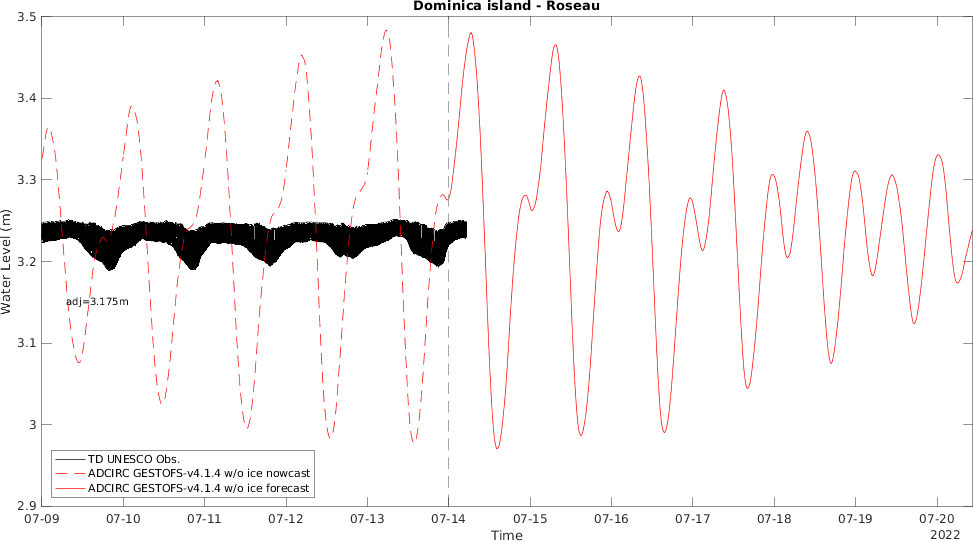 Dominica island - Roseau
3.5
3.4
3.3
3.2
3.1
3
2.9
Water Level (m)
adj=3.175m
TD UNESCO Obs.
ADCIRC GESTOFS-v4.1.4 w/o ice nowcast
ADCIRC GESTOFS-v4.1.4 w/o ice forecast
07-09 07-10 07-11 07-12 07-13 07-14 07-15 07-16 07-17 07-18 07-19 07-20
2022
Time